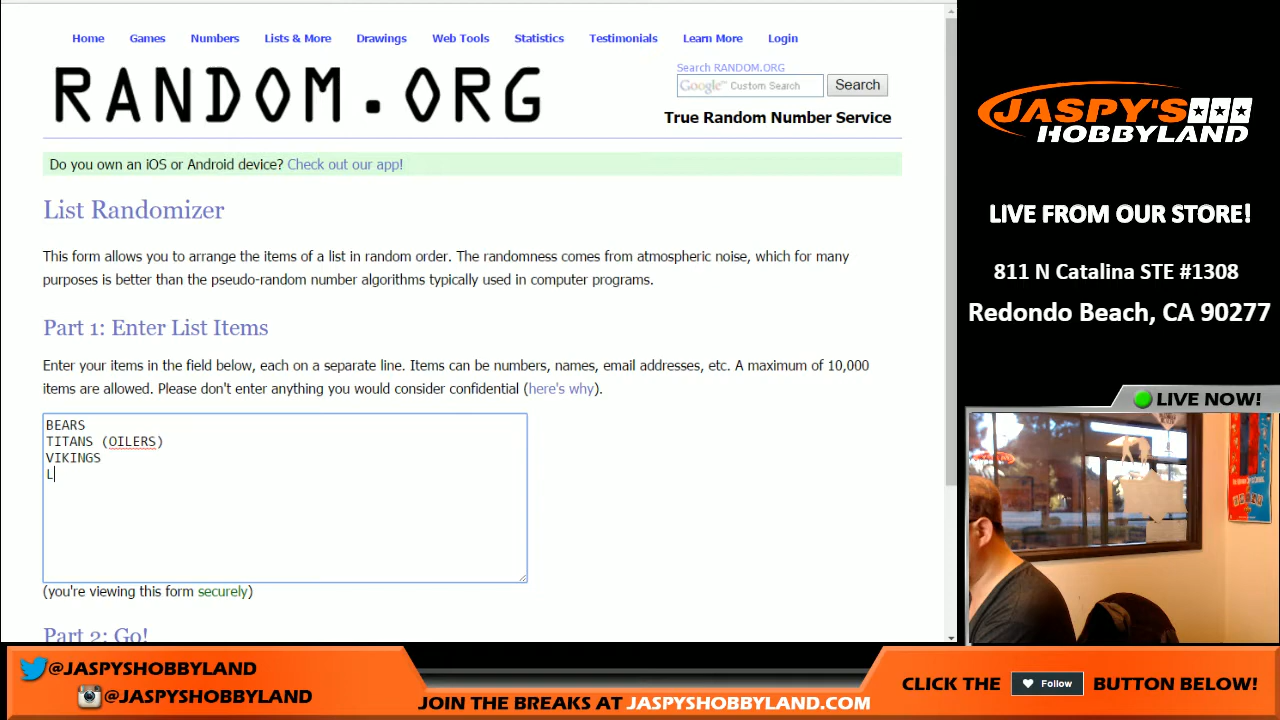 Home Games Numbers Lists & More Drawings Web Tools Statistics Testimonials Learn More Login
RANDOM.ORG
Search RANDOM.ORG
Google Custom Search Search
True Random Number Service
Do you own an iOS or Android device? Check out our app!
List Randomizer
This form allows you to arrange the items of a list in random order. The randomness comes from atmospheric noise, which for many
purposes is better than the pseudo-random number algorithms typically used in computer programs.
Part 1: Enter List Items
Enter your items in the field below, each on a separate line. Items can be numbers, names, email addresses, etc. A maximum of 10,000
items are allowed. Please don't enter anything you would consider confidential (here's why).
BEARS
TITANS (OILERS)
VIKINGS
L
(you're viewing this form securely)
Part 2: Go!
JASPY'S
HOBBYLAND
LIVE FROM OUR STORE!
811 N Catalina STE #1308
Redondo Beach, CA 90277
LIVE NOW!
@JASPYSHOBBYLAND
@JASPYSHOBBYLAND
JOIN THE BREAKS AT JASPYSHOBBYLAND.COM
CLICK THE Follow BUTTON BELOW!